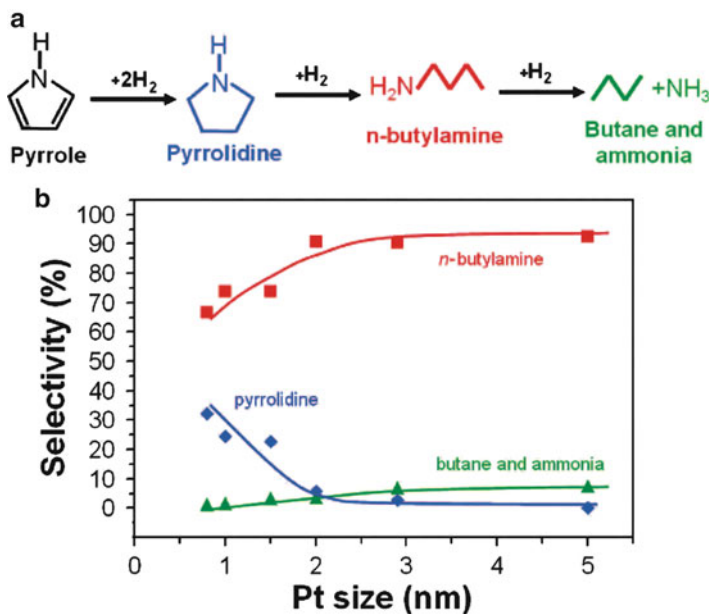 a
H
N
+2H₂
Pyrrole
H
N
+H₂
Pyrrolidine
H₂N
+H₂
n-butylamine
+NH₃
Butane and
ammonia
b
100
90
80
70
60
50
40
30
20
10
0
Selectivity (%)
n-butylamine
pyrrolidine
butane and ammonia
0
1
2
3
4
5
Pt size (nm)